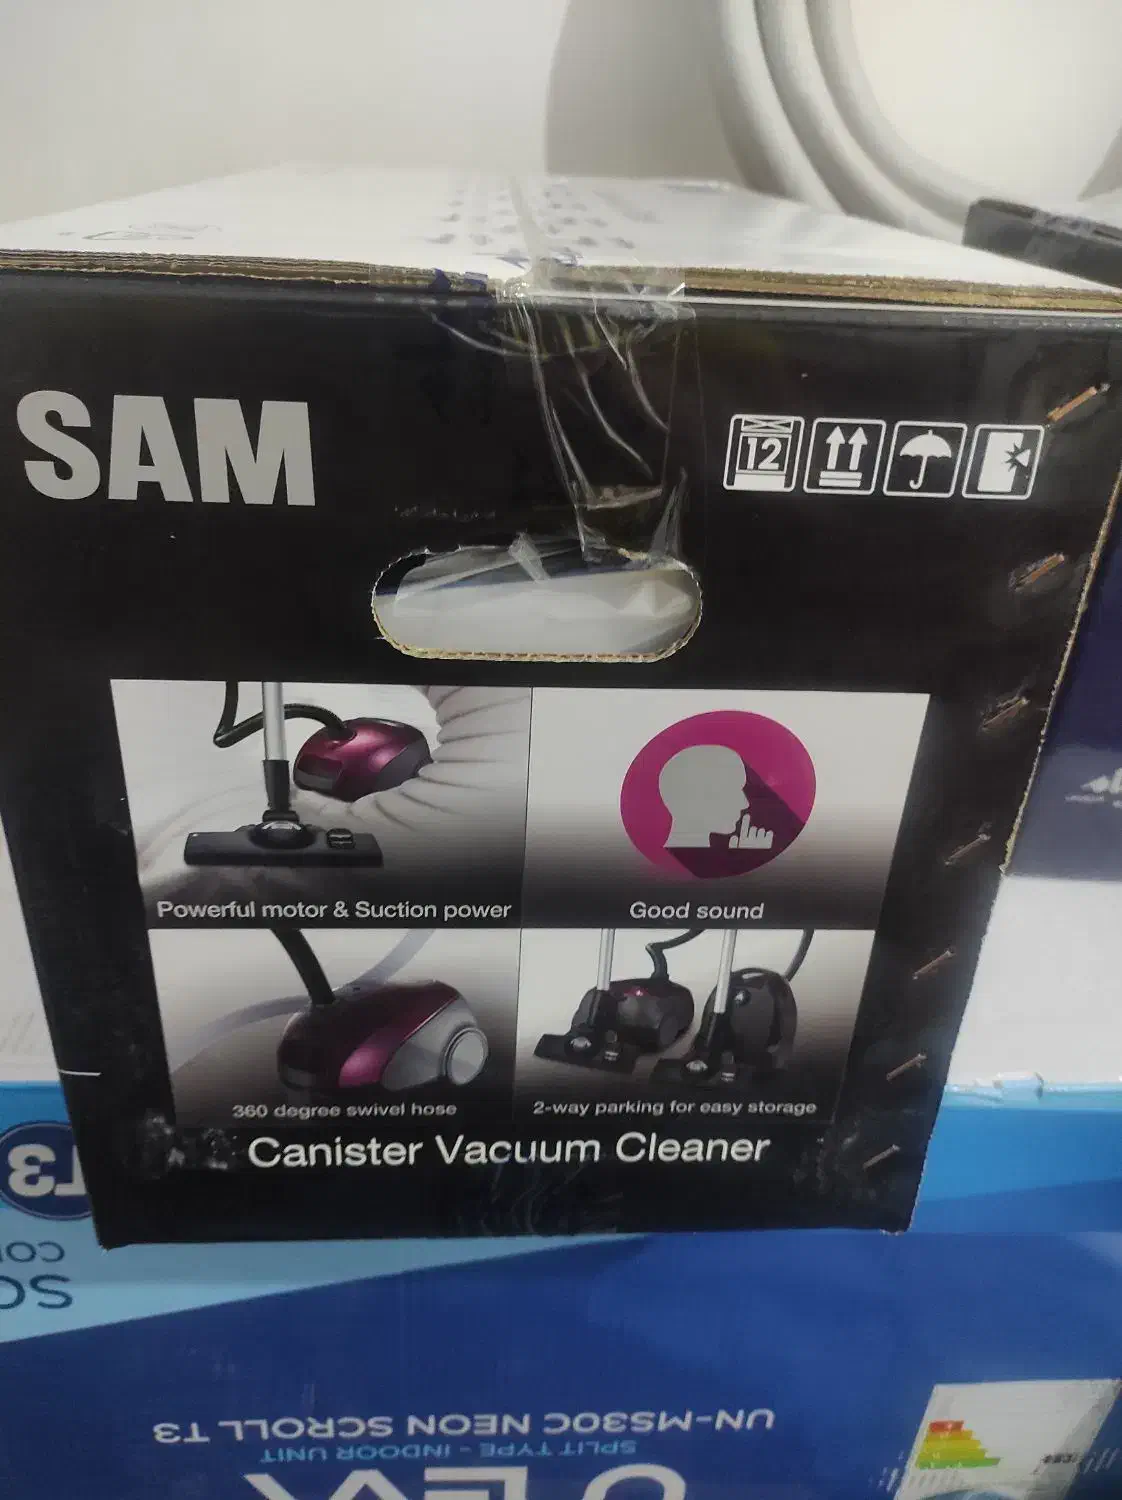 SAM
12
Powerful motor & Suction power
Good sound
360 degree swivel hose
2-way parking for easy storage
Canister Vacuum Cleaner
T3
UN-MS30C NEON SCROLL T3
SPLIT TYPE - INDOOR UNIT